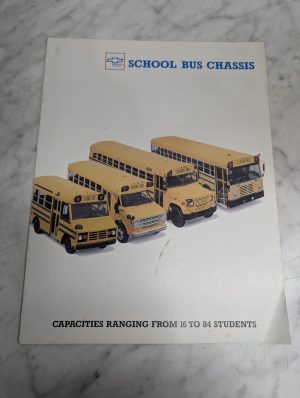 SCHOOL BUS CHASSIS
CAPACITIES RANGING FROM 16 TO 84 STUDENTS